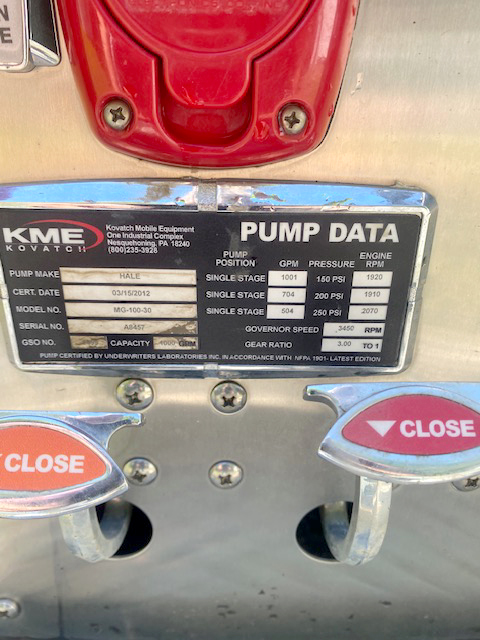 N
E
KME
KOVATCH
Kovatch Mobile Equipment
One Industrial Complex
Nesquehoning, PA 18240
(800)235-3928
PUMP DATA
PUMP POSITION GPM PRESSURE ENGINE RPM
SINGLE STAGE 1001 150 PSI 1920
SINGLE STAGE 704 200 PSI 1910
SINGLE STAGE 504 250 PSI 2070
GOVERNOR SPEED 3450 RPM
GEAR RATIO 3.00 TO 1
PUMP MAKE HALE
CERT. DATE 03/15/2012
MODEL NO. MG-100-30
SERIAL NO. A8457
GSO NO. CAPACITY 1000 GPM
PUMP CERTIFIED BY UNDERWRITERS LABORATORIES INC. IN ACCORDANCE WITH NFPA 1901- LATEST EDITION
CLOSE
▼ CLOSE